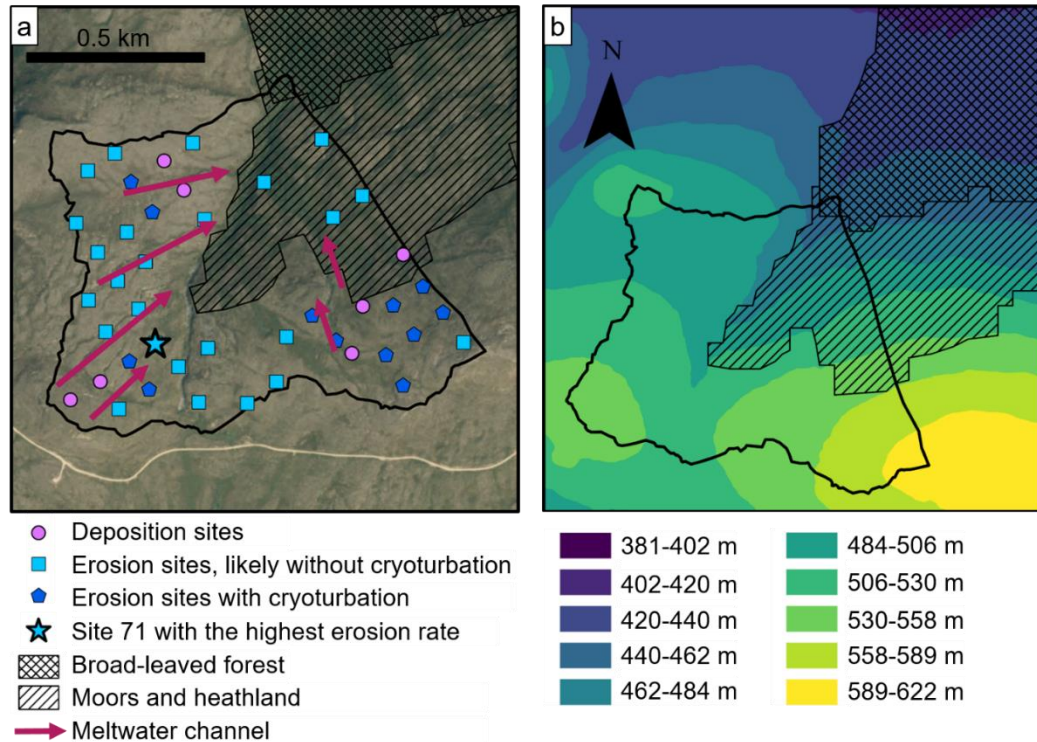 a
0.5 km
b
N
Deposition sites
Erosion sites, likely without cryoturbation
Erosion sites with cryoturbation
Site 71 with the highest erosion rate
Broad-leaved forest
Moors and heathland
Meltwater channel
381-402 m
402-420 m
420-440 m
440-462 m
462-484 m
484-506 m
506-530 m
530-558 m
558-589 m
589-622 m